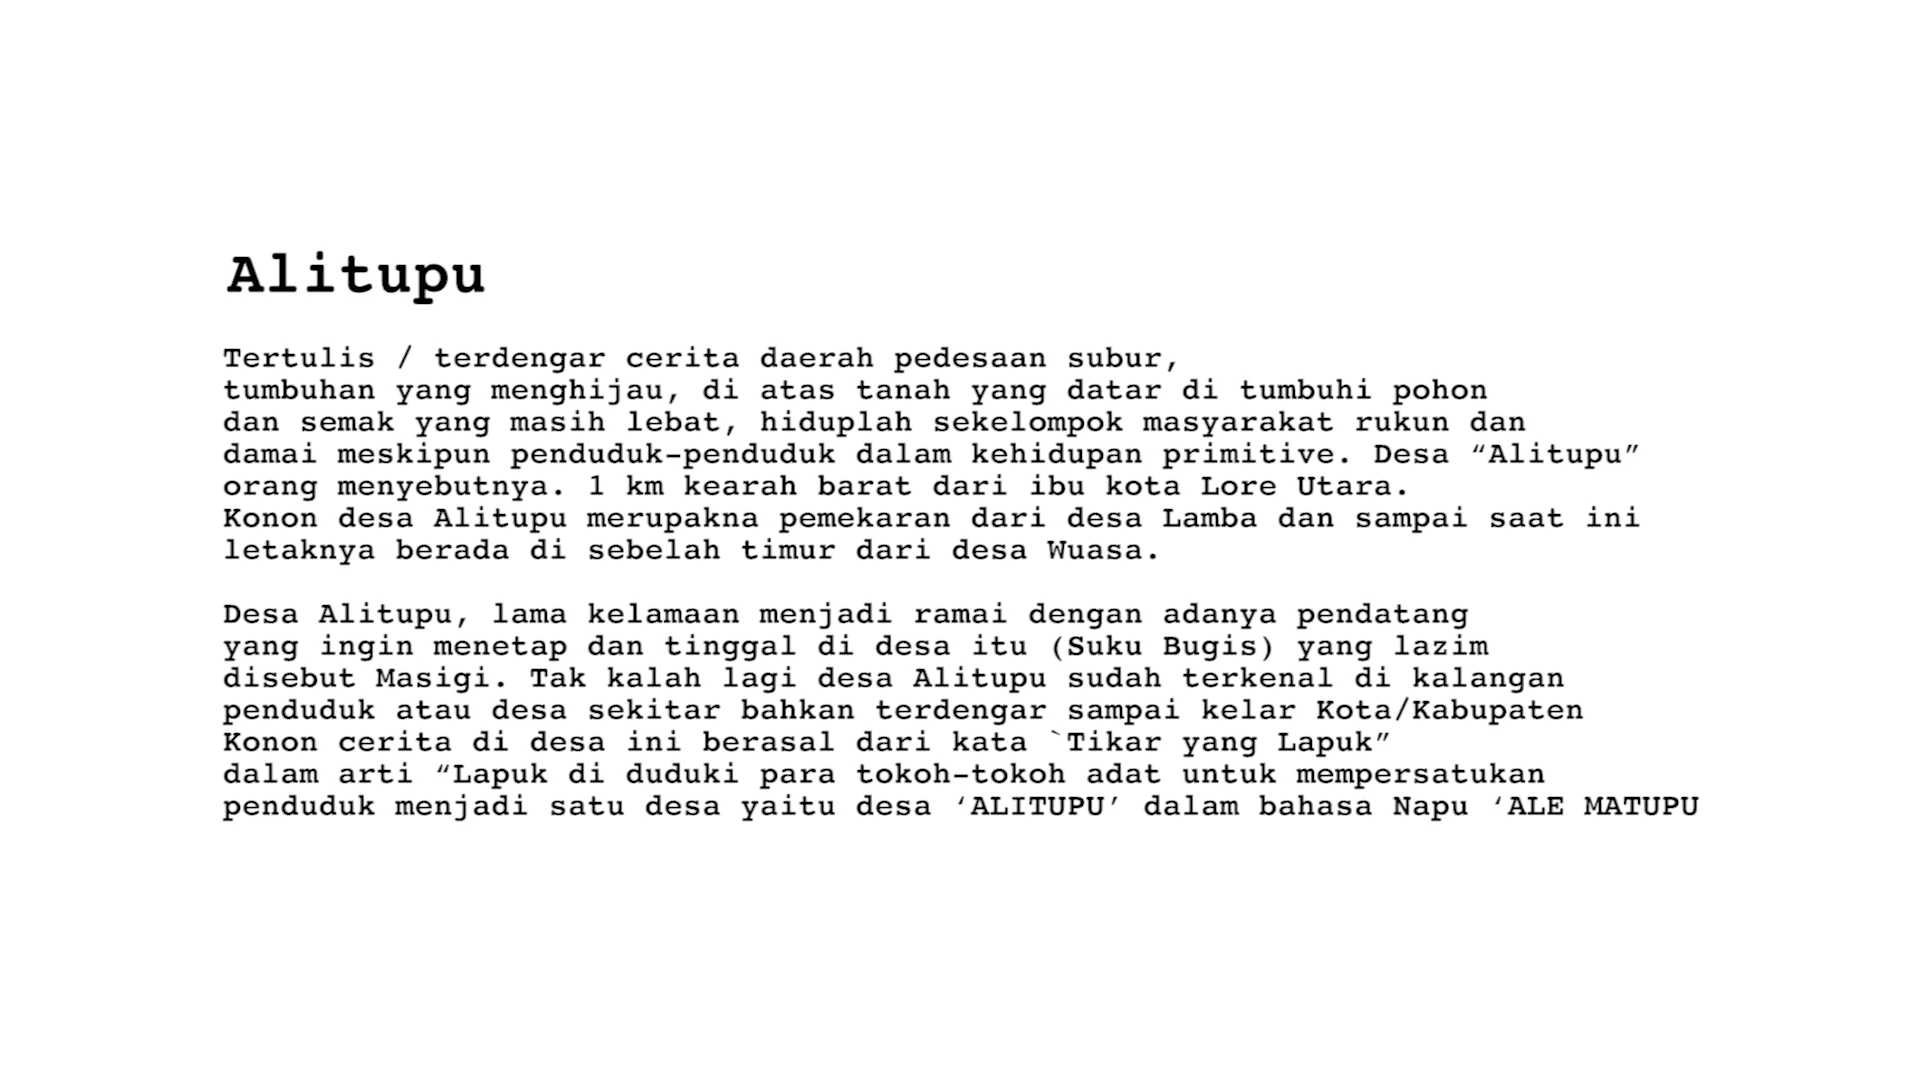 Alitupu
Tertulis / terdengar cerita daerah pedesaan subur,
tumbuhan yang menghijau, di atas tanah yang datar di tumbuhi pohon
dan semak yang masih lebat, hiduplah sekelompok masyarakat rukun dan
damai meskipun penduduk-penduduk dalam kehidupan primitive. Desa “Alitupu”
orang menyebutnya. 1 km kearah barat dari ibu kota Lore Utara.
Konon desa Alitupu merupakna pemekaran dari desa Lamba dan sampai saat ini
letaknya berada di sebelah timur dari desa Wuasa.
Desa Alitupu, lama kelamaan menjadi ramai dengan adanya pendatang
yang ingin menetap dan tinggal di desa itu (Suku Bugis) yang lazim
disebut Masigi. Tak kalah lagi desa Alitupu sudah terkenal di kalangan
penduduk atau desa sekitar bahkan terdengar sampai kelar Kota/Kabupaten
Konon cerita di desa ini berasal dari kata `Tikar yang Lapuk”
dalam arti “Lapuk di duduki para tokoh-tokoh adat untuk mempersatukan
penduduk menjadi satu desa yaitu desa ‘ALITUPU’ dalam bahasa Napu ‘ALE MATUPU